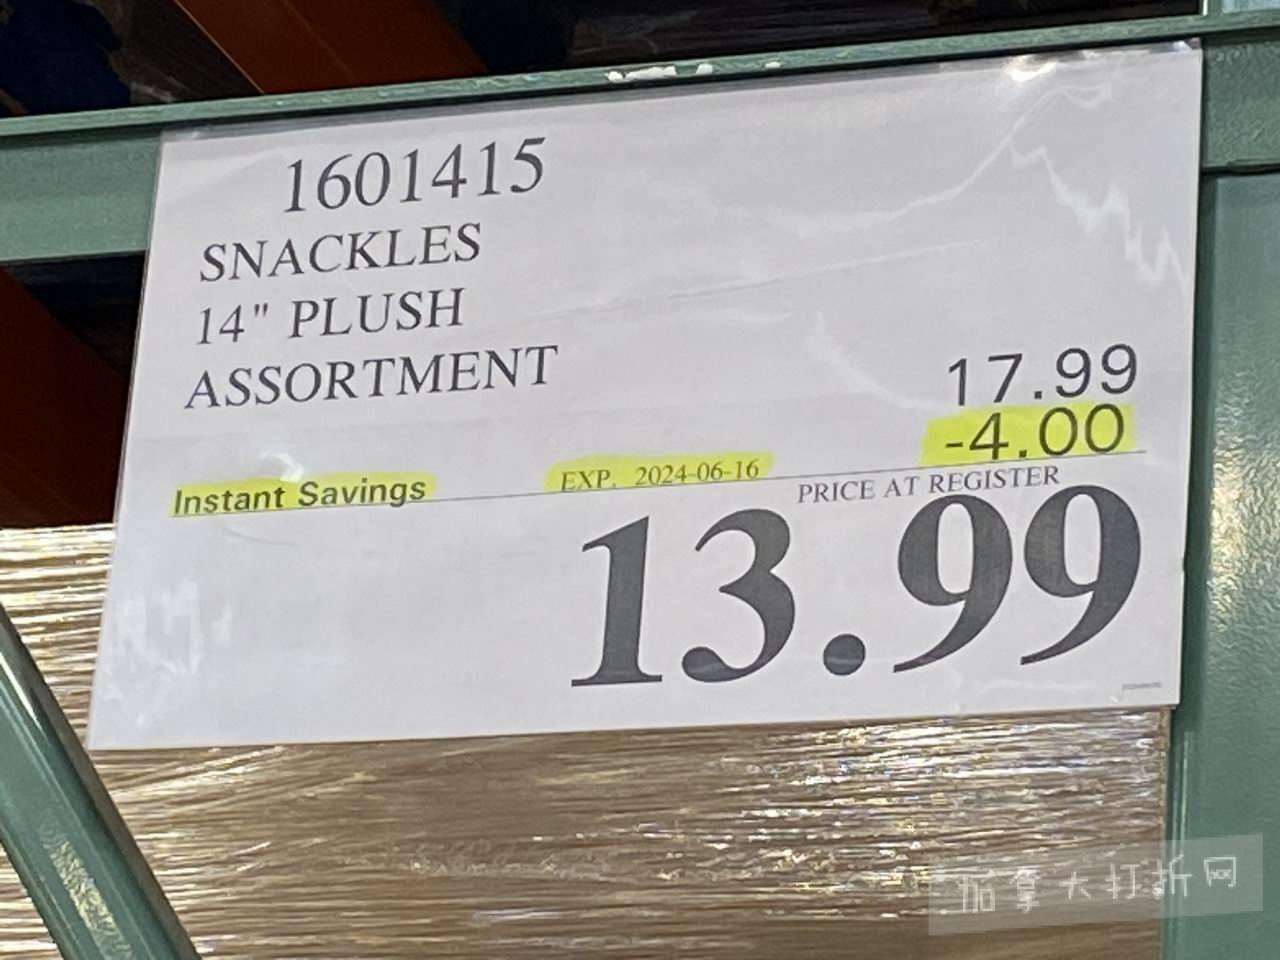 1601415
SNACKLES
14" PLUSH
ASSORTMENT
17.99
-4.00
Instant Savings EXP. 2024-06-16
PRICE AT REGISTER
13.99
加拿大打折网